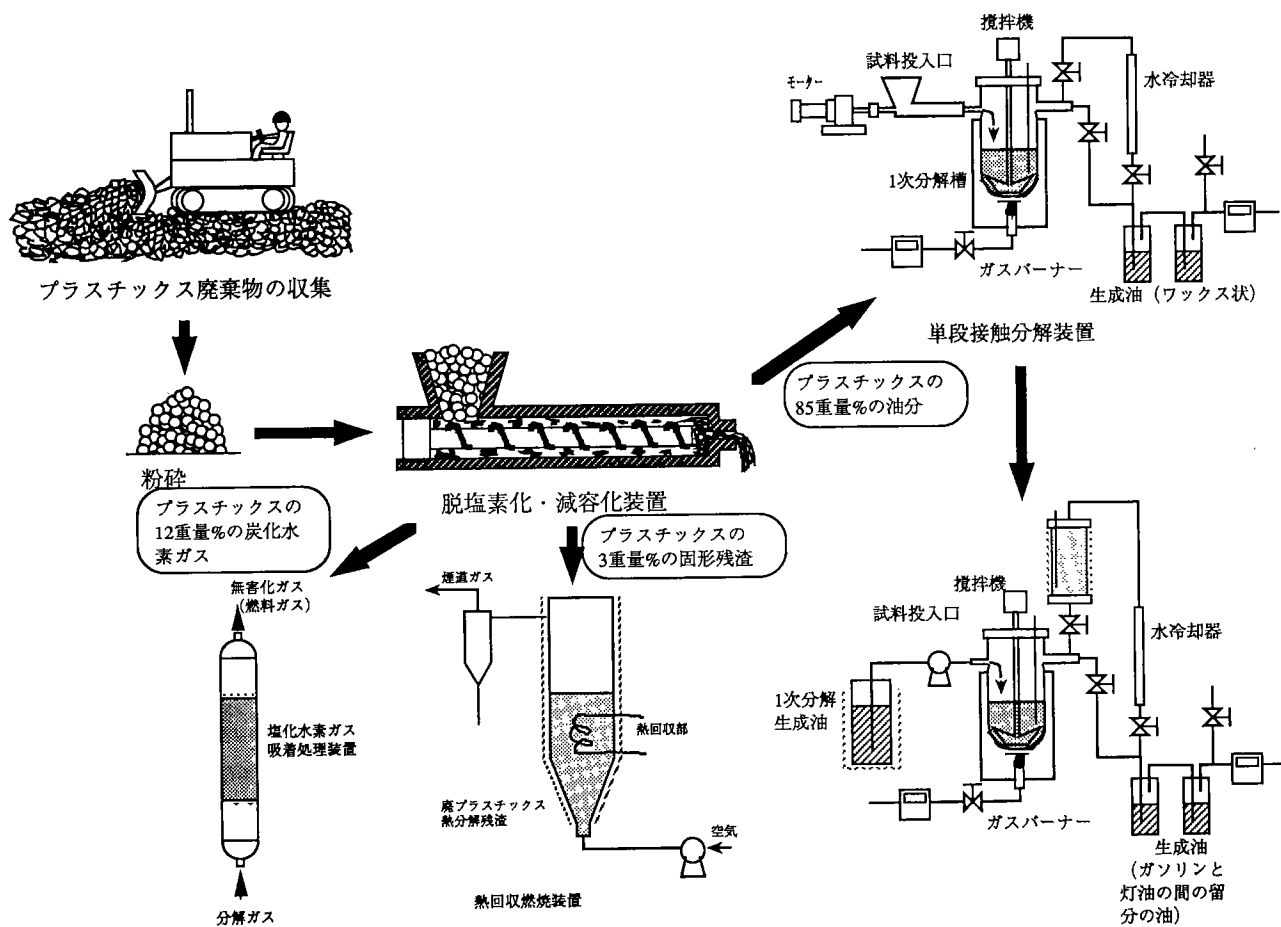 攪拌機
試料投入口
モーター
水冷却器
1次分解槽
ガスバーナー
生成油（ワックス状）
単段接触分解装置
プラスチックス廃棄物の収集
プラスチックスの
85重量%の油分
粉砕
脱塩素化・減容化装置
プラスチックスの
12重量%の炭化水
素ガス
プラスチックスの
3重量%の固形残渣
無害化ガス
（燃料ガス）
塩化水素ガス
吸着処理装置
分解ガス
煙道ガス
熱回収部
廃プラスチックス
熱分解残渣
空気
熱回収燃焼装置
攪拌機
試料投入口
水冷却器
1次分解
生成油
ガスバーナー
生成油
（ガソリンと
灯油の間の留
分の油）